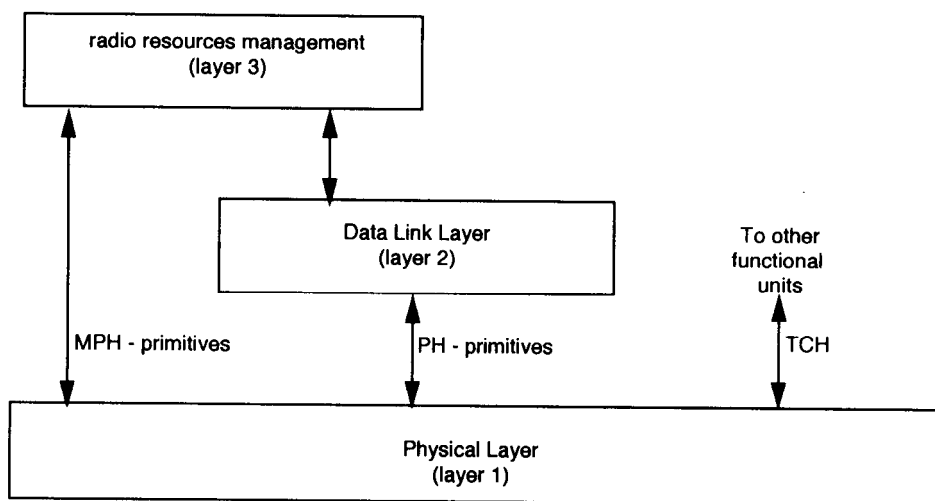 radio resources management
(layer 3)
Data Link Layer
(layer 2)
To other
functional
units
MPH - primitives
PH - primitives
TCH
Physical Layer
(layer 1)